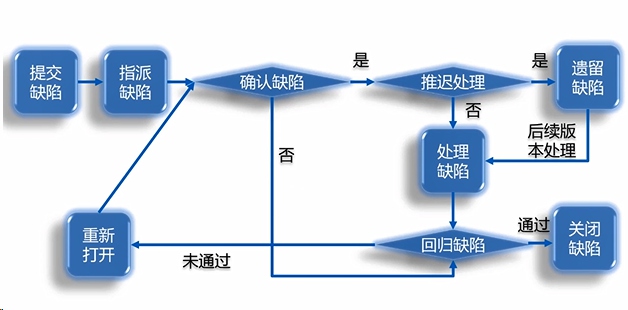 提交
缺陷
指派
缺陷
确认缺陷
是
推迟处理
是
遗留
缺陷
否
后续版
本处理
处理
缺陷
否
重新
打开
未通过
回归缺陷
通过
关闭
缺陷